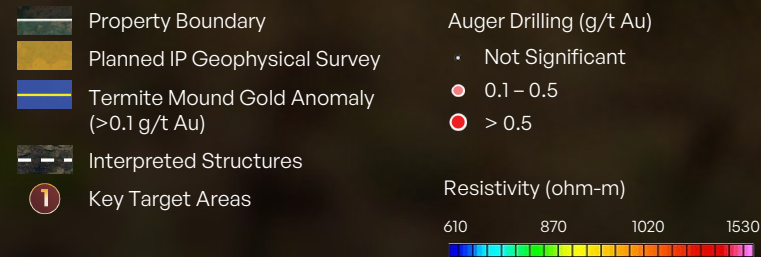 Property Boundary
Planned IP Geophysical Survey
Termite Mound Gold Anomaly
(>0.1 g/t Au)
Interpreted Structures
1 Key Target Areas
Auger Drilling (g/t Au)
Not Significant
0.1 – 0.5
> 0.5
Resistivity (ohm-m)
610 870 1020 1530